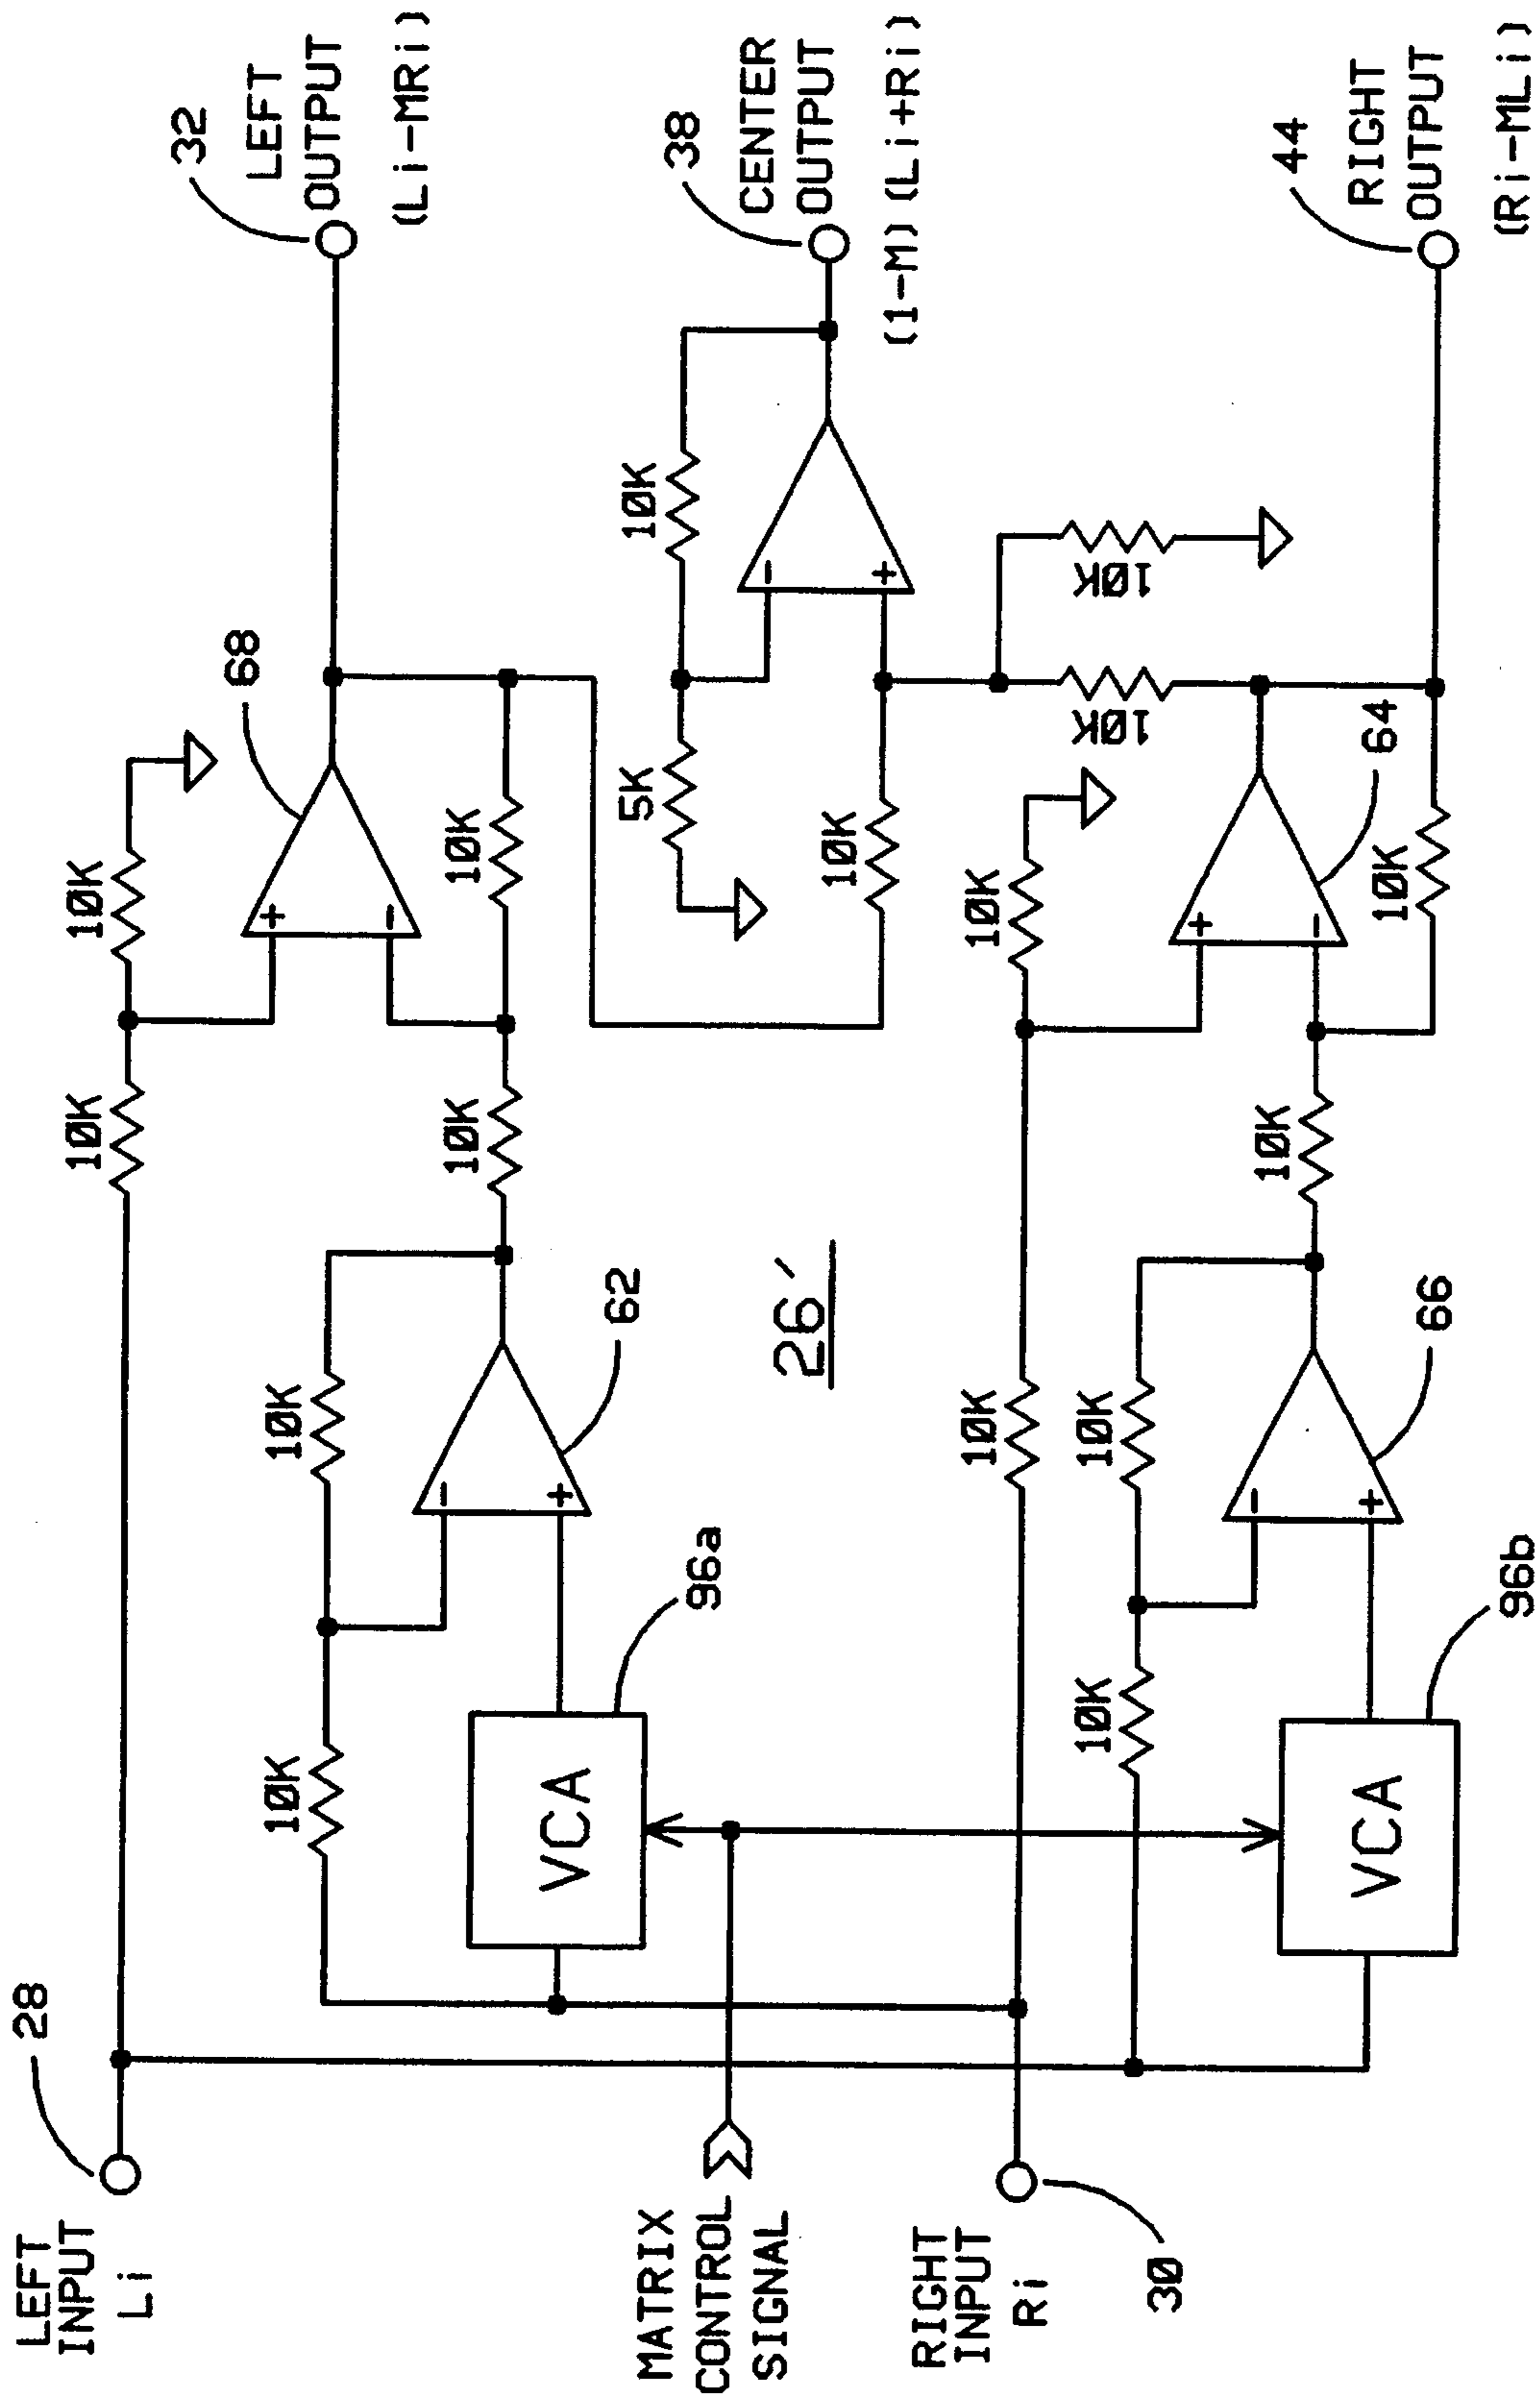 LEFT
INPUT
Li
28
10K
10K
68
32
LEFT
OUTPUT
(Li-MRi)
+
-
10K
10K
10K
10K
-
+
62
VCA
96a
MATRIX
CONTROL
SIGNAL
26'
5K
10K
-
+
10K
38
CENTER
OUTPUT
(1-M)(Li+Ri)
10K
10K
RIGHT
INPUT
Ri
30
10K
10K
+
-
64
10K
10K
10K
10K
-
+
66
VCA
96b
44
RIGHT
OUTPUT
(Ri-MLi)